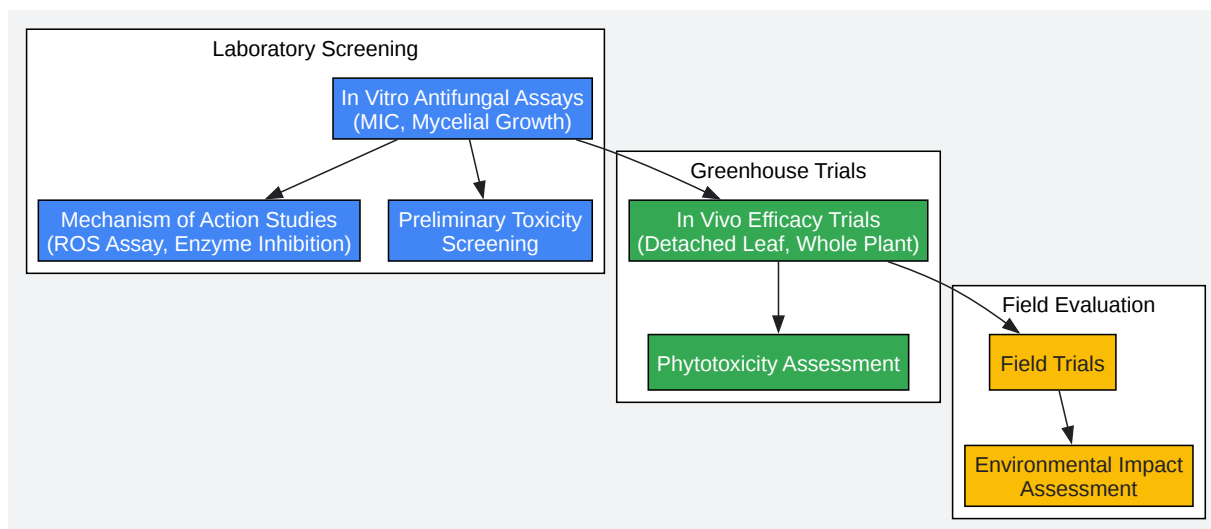 Laboratory Screening
In Vitro Antifungal Assays
(MIC, Mycelial Growth)
Mechanism of Action Studies
(ROS Assay, Enzyme Inhibition)
Preliminary Toxicity
Screening
Greenhouse Trials
In Vivo Efficacy Trials
(Detached Leaf, Whole Plant)
Phytotoxicity Assessment
Field Evaluation
Field Trials
Environmental Impact
Assessment